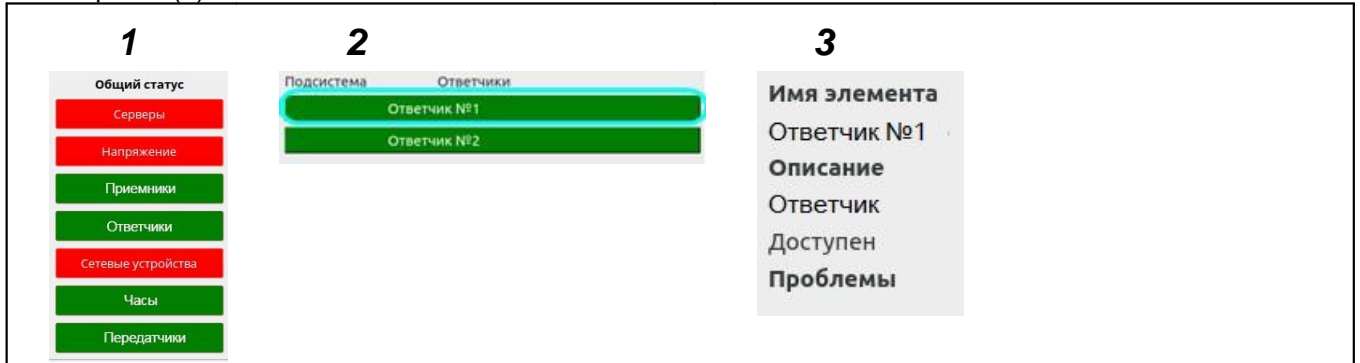 1
2
3
Общий статус
Серверы
Напряжение
Приемники
Ответчики
Сетевые устройства
Часы
Передатчики
Подсистема Ответчики
Ответчик №1
Ответчик №2
Имя элемента
Ответчик №1
Описание
Ответчик
Доступен
Проблемы